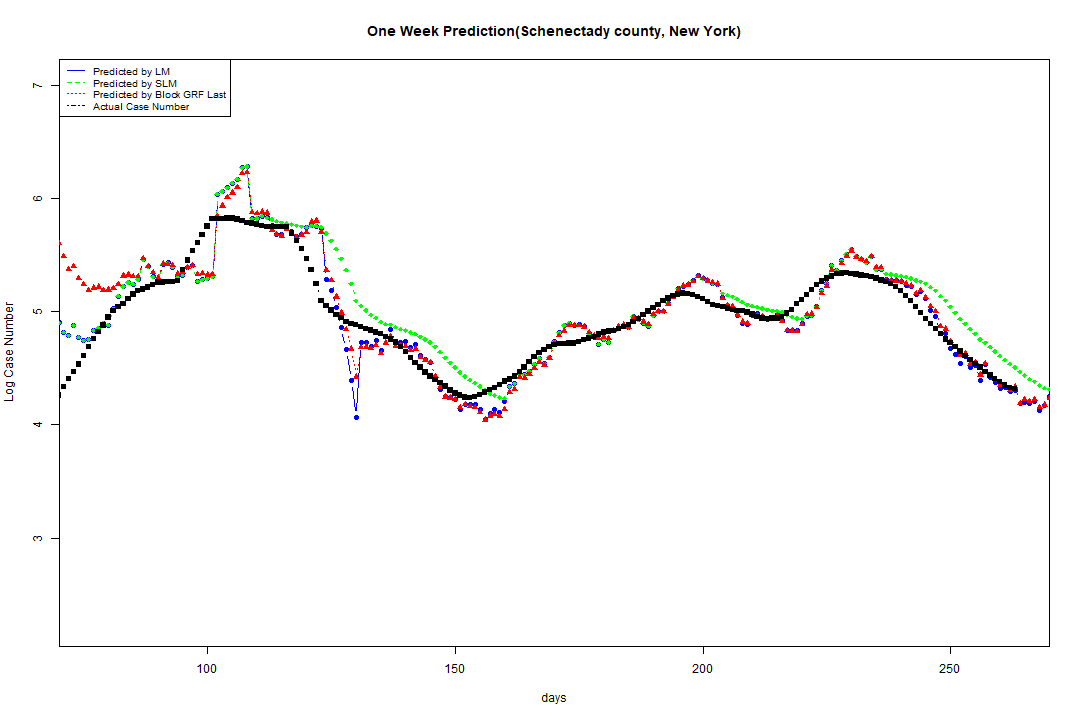 One Week Prediction(Schenectady county, New York)
Predicted by LM
Predicted by SLM
Predicted by Block GRF Last
Actual Case Number
Log Case Number
7
6
5
4
3
100
150
200
250
days